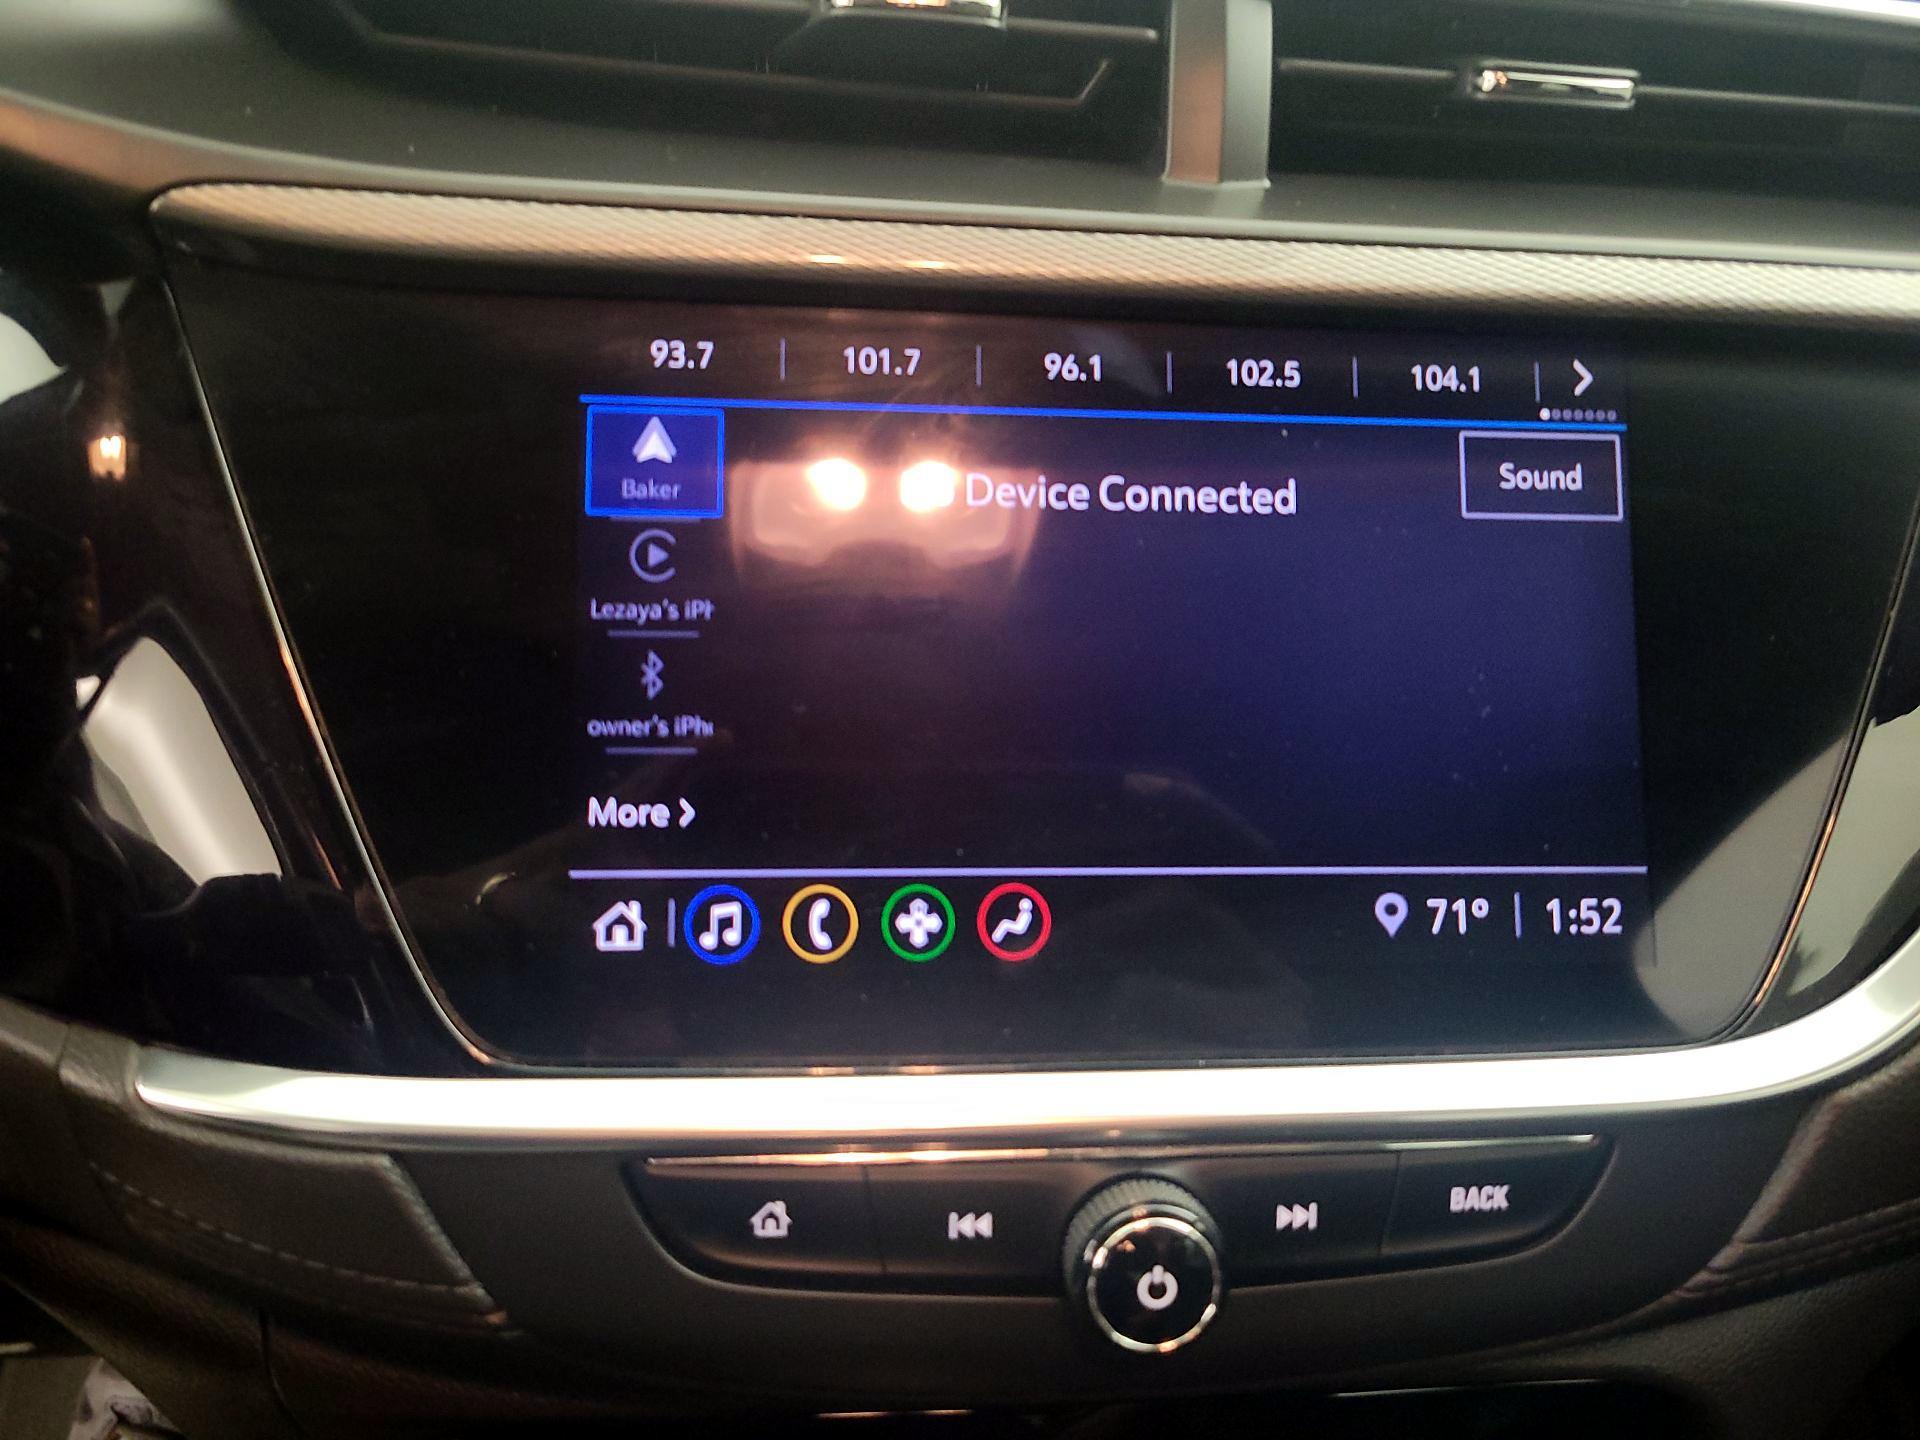 93.7 | 101.7 | 96.1 | 102.5 | 104.1
Baker
Device Connected
Sound
Lezaya's iPh
owner's iPho
More >
71° | 1:52
BACK